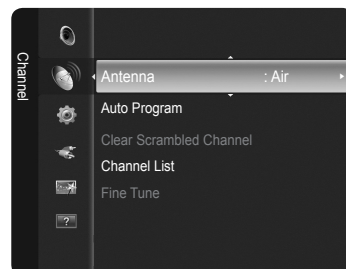 Channel
Antenna : Air
Auto Program
Clear Scrambled Channel
Channel List
Fine Tune
?